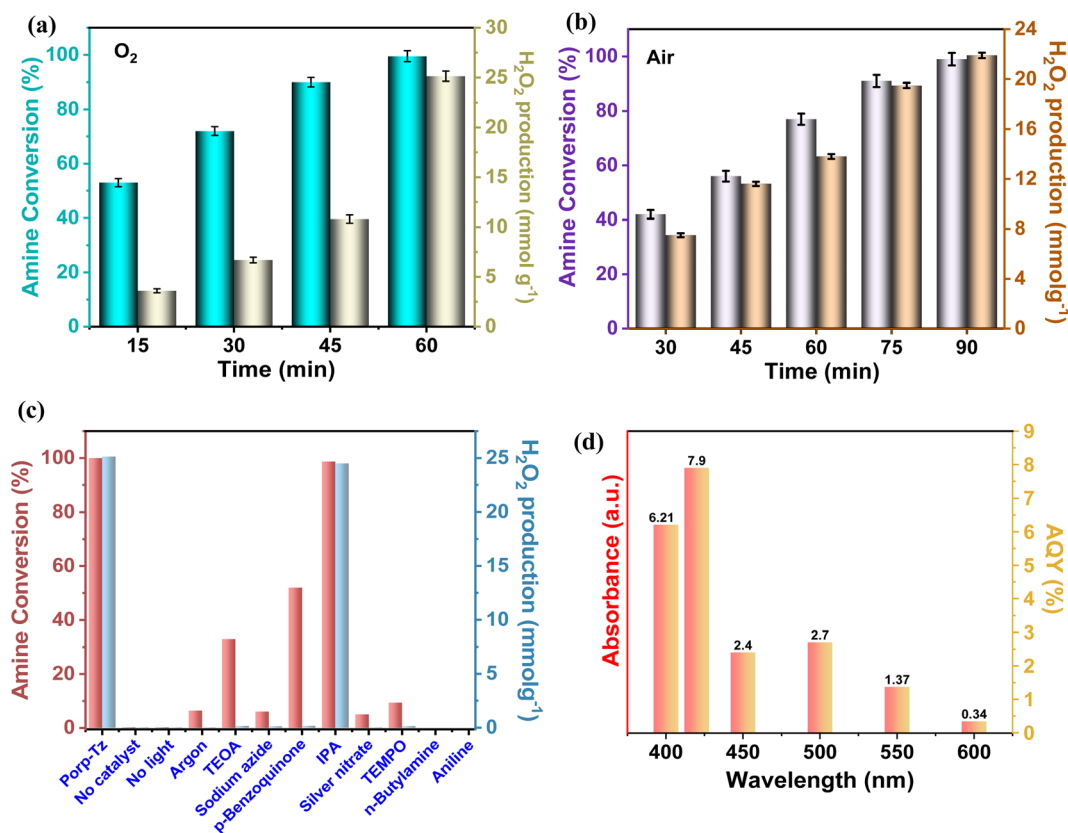 (a)
O2
Amine Conversion (%)
100
80
60
40
20
0
15 30 45 60
Time (min)
30
25
20
15
10
5
0
H2O2 production (mmol g-1)
(b)
Air
Amine Conversion (%)
100
80
60
40
20
0
30 45 60 75 90
Time (min)
24
20
16
12
8
4
0
H2O2 production (mmolg-1)
(c)
Amine Conversion (%)
100
80
60
40
20
0
Porp-Tz
No catalyst
No light
Argon
TEOA
Sodium azide
p-Benzoquinone
IPA
Silver nitrate
TEMPO
n-Butylamine
Aniline
25
20
15
10
5
0
H2O2 production (mmolg-1)
(d)
Absorbance (a.u.)
6.21
7.9
2.4
2.7
1.37
0.34
400 450 500 550 600
Wavelength (nm)
9
8
7
6
5
4
3
2
1
0
AQY (%)